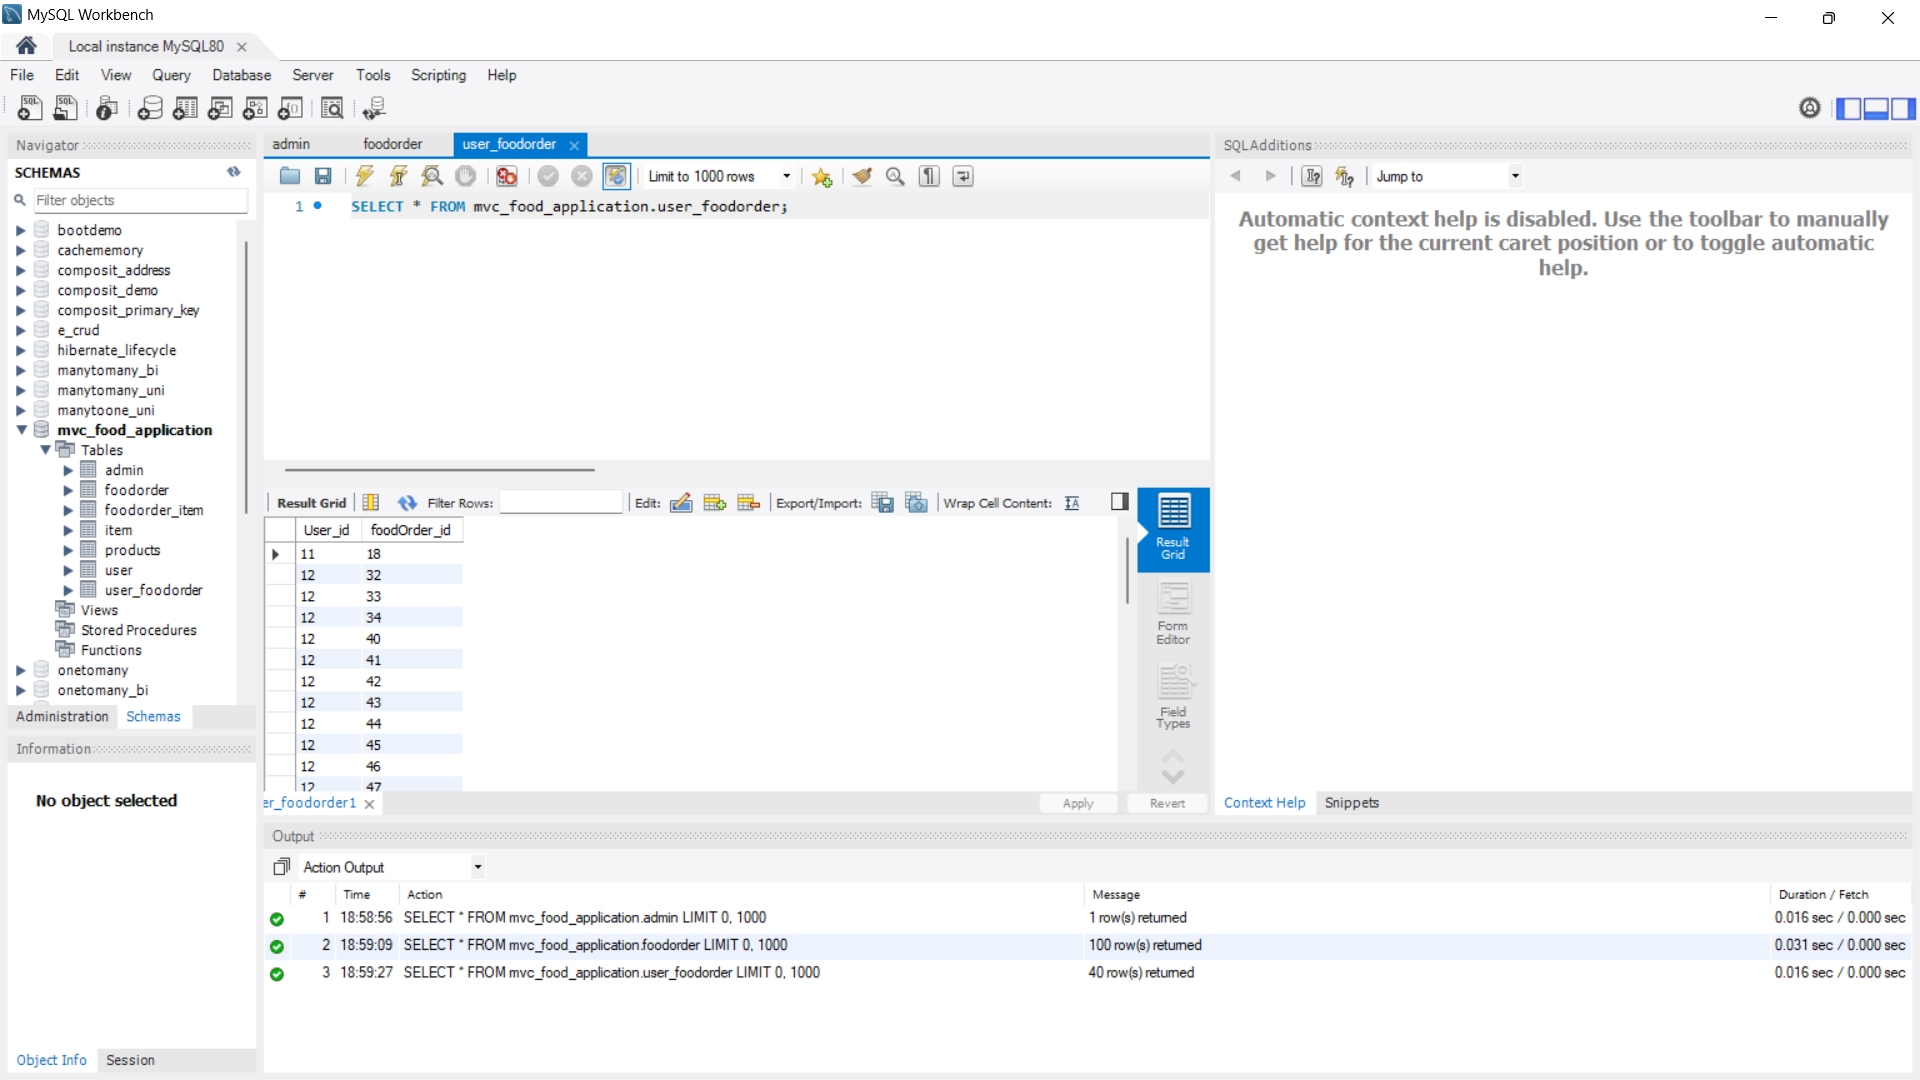 MySQL Workbench
Local instance MySQL80
File Edit View Query Database Server Tools Scripting Help
Navigator
SCHEMAS
Filter objects
bootdemo
cachememory
composit_address
composit_demo
composit_primary_key
e_crud
hibernate_lifecycle
manytomany_bi
manytomany_uni
manytoone_uni
mvc_food_application
Tables
admin
foodorder
foodorder_item
item
products
user
user_foodorder
Views
Stored Procedures
Functions
onetomany
onetomany_bi
Administration Schemas
Information
No object selected
Object Info Session
admin foodorder user_foodorder
Limit to 1000 rows
1 SELECT * FROM mvc_food_application.user_foodorder;
Result Grid Filter Rows: Edit: Export/Import: Wrap Cell Content:
User_id foodOrder_id
11 18
12 32
12 33
12 34
12 40
12 41
12 42
12 43
12 44
12 45
12 46
12 47
Result
Grid
Form
Editor
Field
Types
er_foodorder1
Apply Revert
SQLAdditions
Jump to
Automatic context help is disabled. Use the toolbar to manually
get help for the current caret position or to toggle automatic
help.
Context Help Snippets
Output
Action Output
# Time Action Message Duration / Fetch
1 18:58:56 SELECT * FROM mvc_food_application.admin LIMIT 0, 1000 1 row(s) returned 0.016 sec / 0.000 sec
2 18:59:09 SELECT * FROM mvc_food_application.foodorder LIMIT 0, 1000 100 row(s) returned 0.031 sec / 0.000 sec
3 18:59:27 SELECT * FROM mvc_food_application.user_foodorder LIMIT 0, 1000 40 row(s) returned 0.016 sec / 0.000 sec